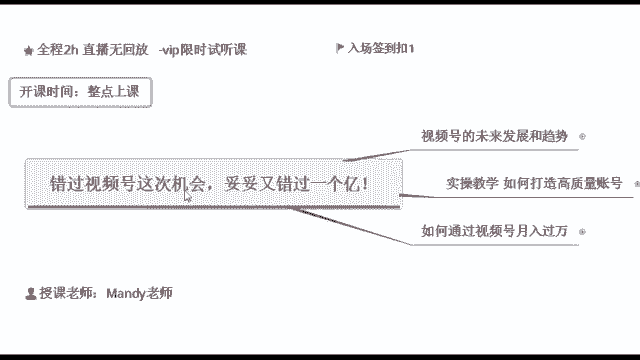 全程2h 直播无回放 -vip限时试听课
入场签到扣1
开课时间：整点上课
视频号的未来发展和趋势
错过视频号这次机会，妥妥又错过一个亿！
实操教学 如何打造高质量账号
如何通过视频号月入过万
授课老师：Mandy老师